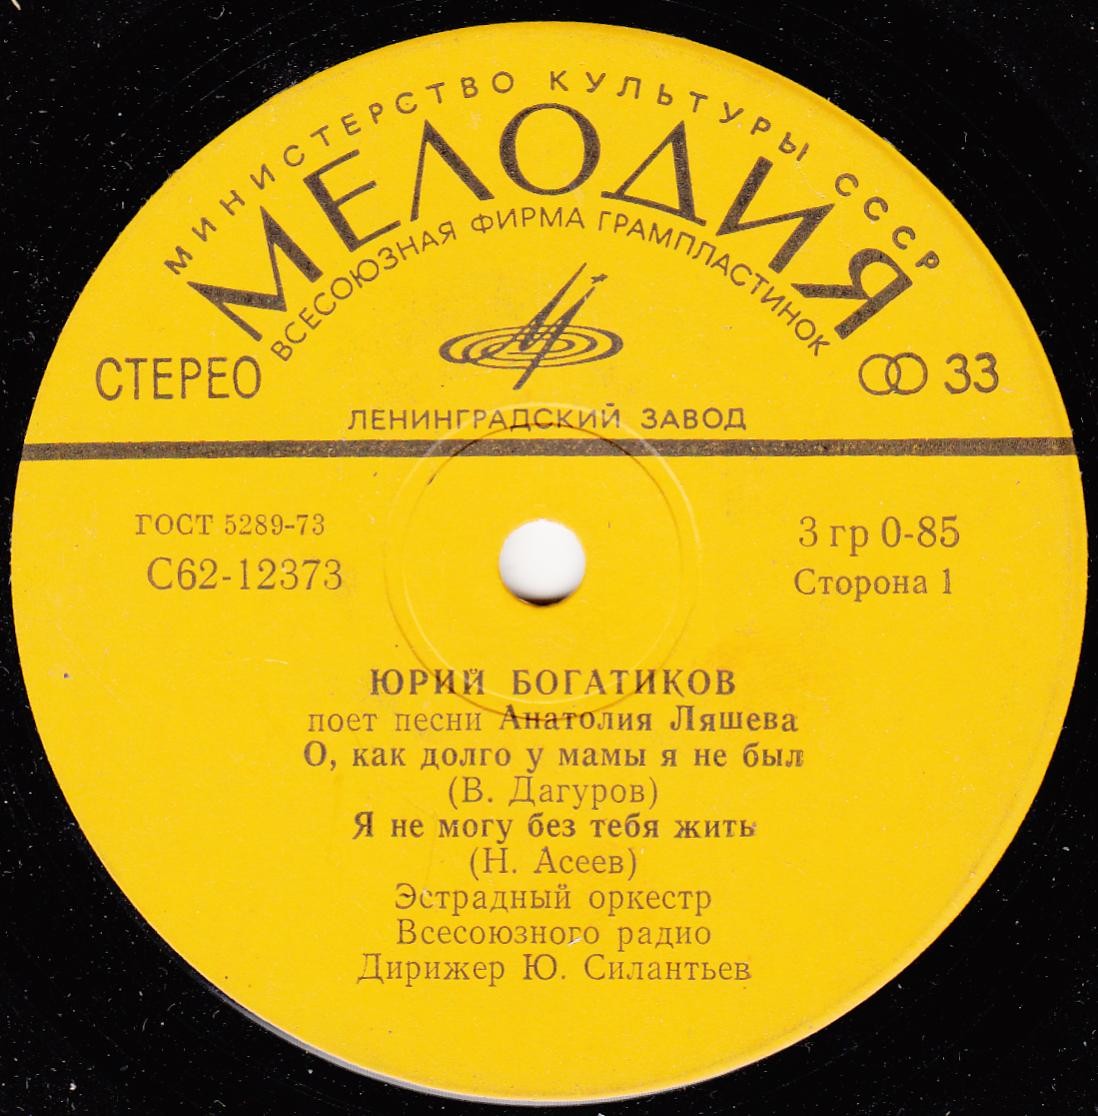 МИНИСТЕРСТВО КУЛЬТУРЫ СССР
МЕЛОДИЯ
ВСЕСОЮЗНАЯ ФИРМА ГРАМПЛАСТИНОК
СТЕРЕО
33
ЛЕНИНГРАДСКИЙ ЗАВОД
ГОСТ 5289-73
С62-12373
3 гр 0-85
Сторона 1
ЮРИЙ БОГАТИКОВ
поет песни Анатолия Ляшева
О, как долго у мамы я не был
(В. Дагуров)
Я не могу без тебя жить
(Н. Асеев)
Эстрадный оркестр
Всесоюзного радио
Дирижер Ю. Силантьев